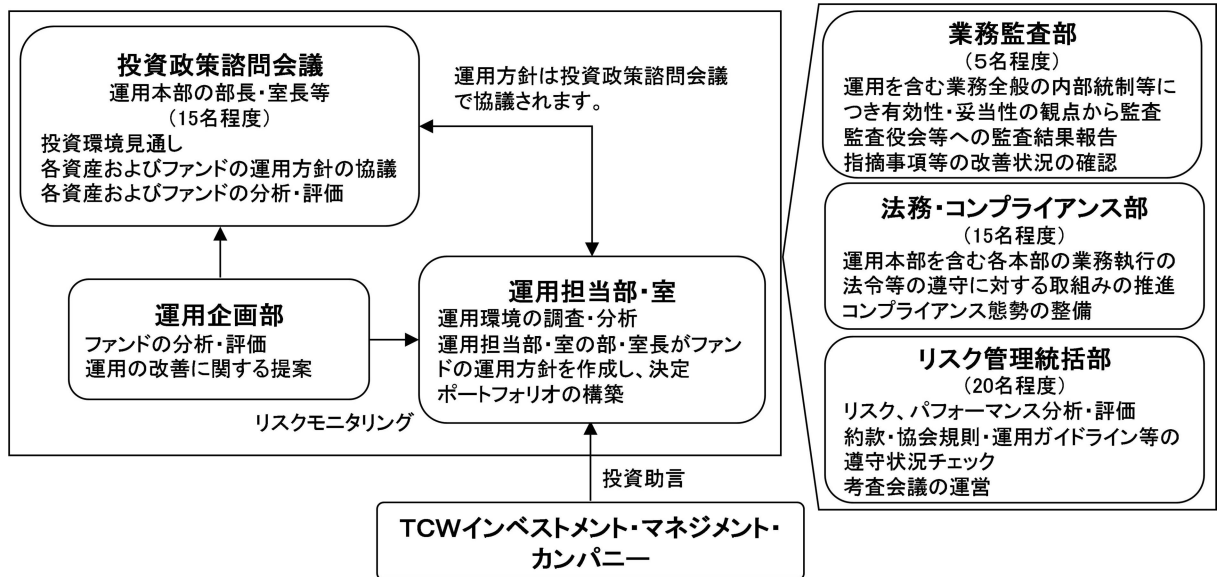 投資政策諮問会議
運用本部の部長・室長等
(15名程度)
投資環境見通し
各資産およびファンドの運用方針の協議
各資産およびファンドの分析・評価
運用方針は投資政策諮問会議
で協議されます。
運用企画部
ファンドの分析・評価
運用の改善に関する提案
リスクモニタリング
運用担当部・室
運用環境の調査・分析
運用担当部・室の部・室長がファン
ドの運用方針を作成し、決定
ポートフォリオの構築
投資助言
TCWインベストメント・マネジメント・
カンパニー
業務監査部
(5名程度)
運用を含む業務全般の内部統制等に
つき有効性・妥当性の観点から監査
監査役会等への監査結果報告
指摘事項等の改善状況の確認
法務・コンプライアンス部
(15名程度)
運用本部を含む各本部の業務執行の
法令等の遵守に対する取組みの推進
コンプライアンス態勢の整備
リスク管理統括部
(20名程度)
リスク、パフォーマンス分析・評価
約款・協会規則・運用ガイドライン等の
遵守状況チェック
考査会議の運営